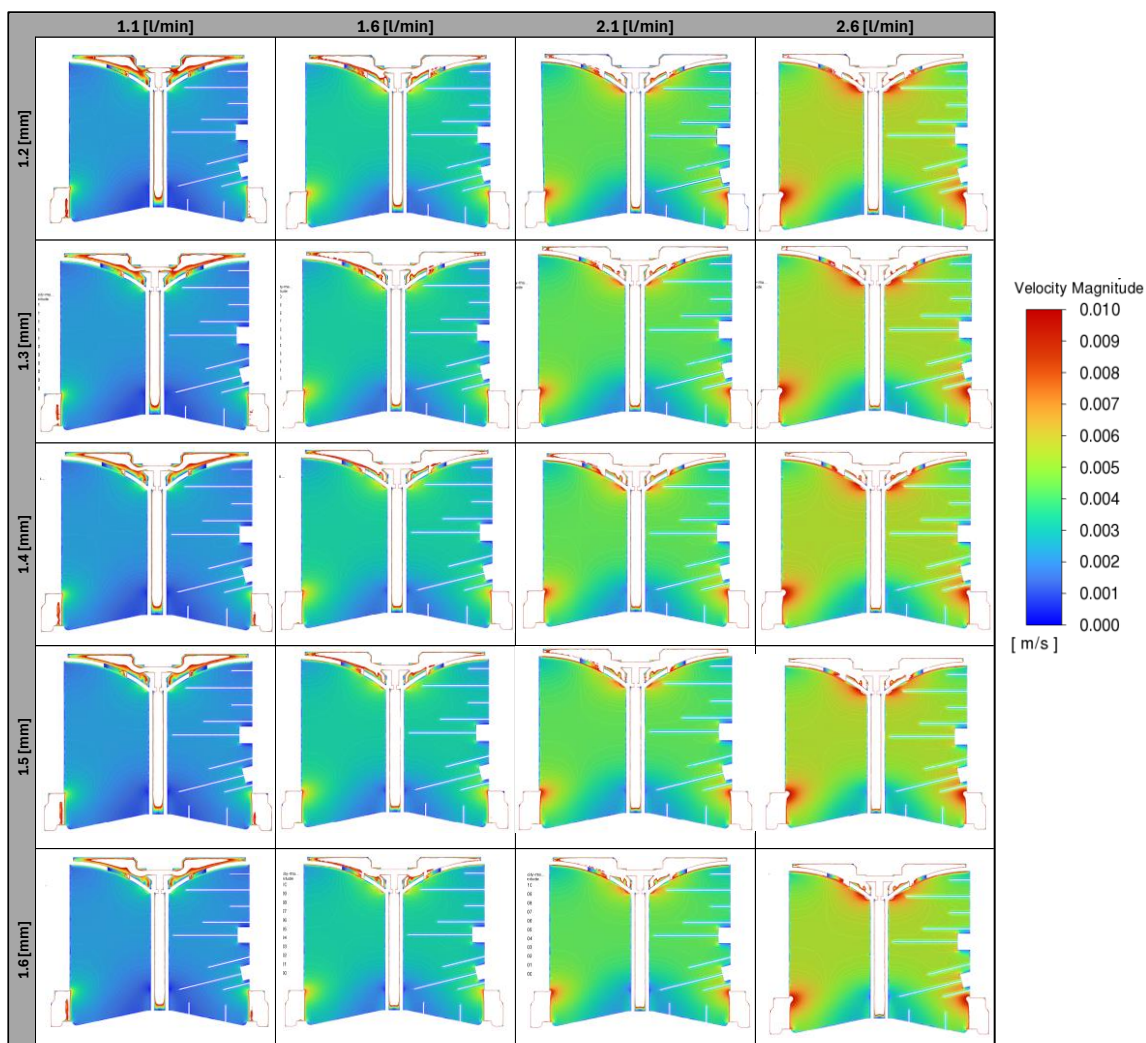 1.1 [l/min] 1.6 [l/min] 2.1 [l/min] 2.6 [l/min]
1.2 [mm]
1.3 [mm]
1.4 [mm]
1.5 [mm]
1.6 [mm]
Velocity Magnitude
0.010
0.009
0.008
0.007
0.006
0.005
0.004
0.003
0.002
0.001
0.000
[ m/s ]